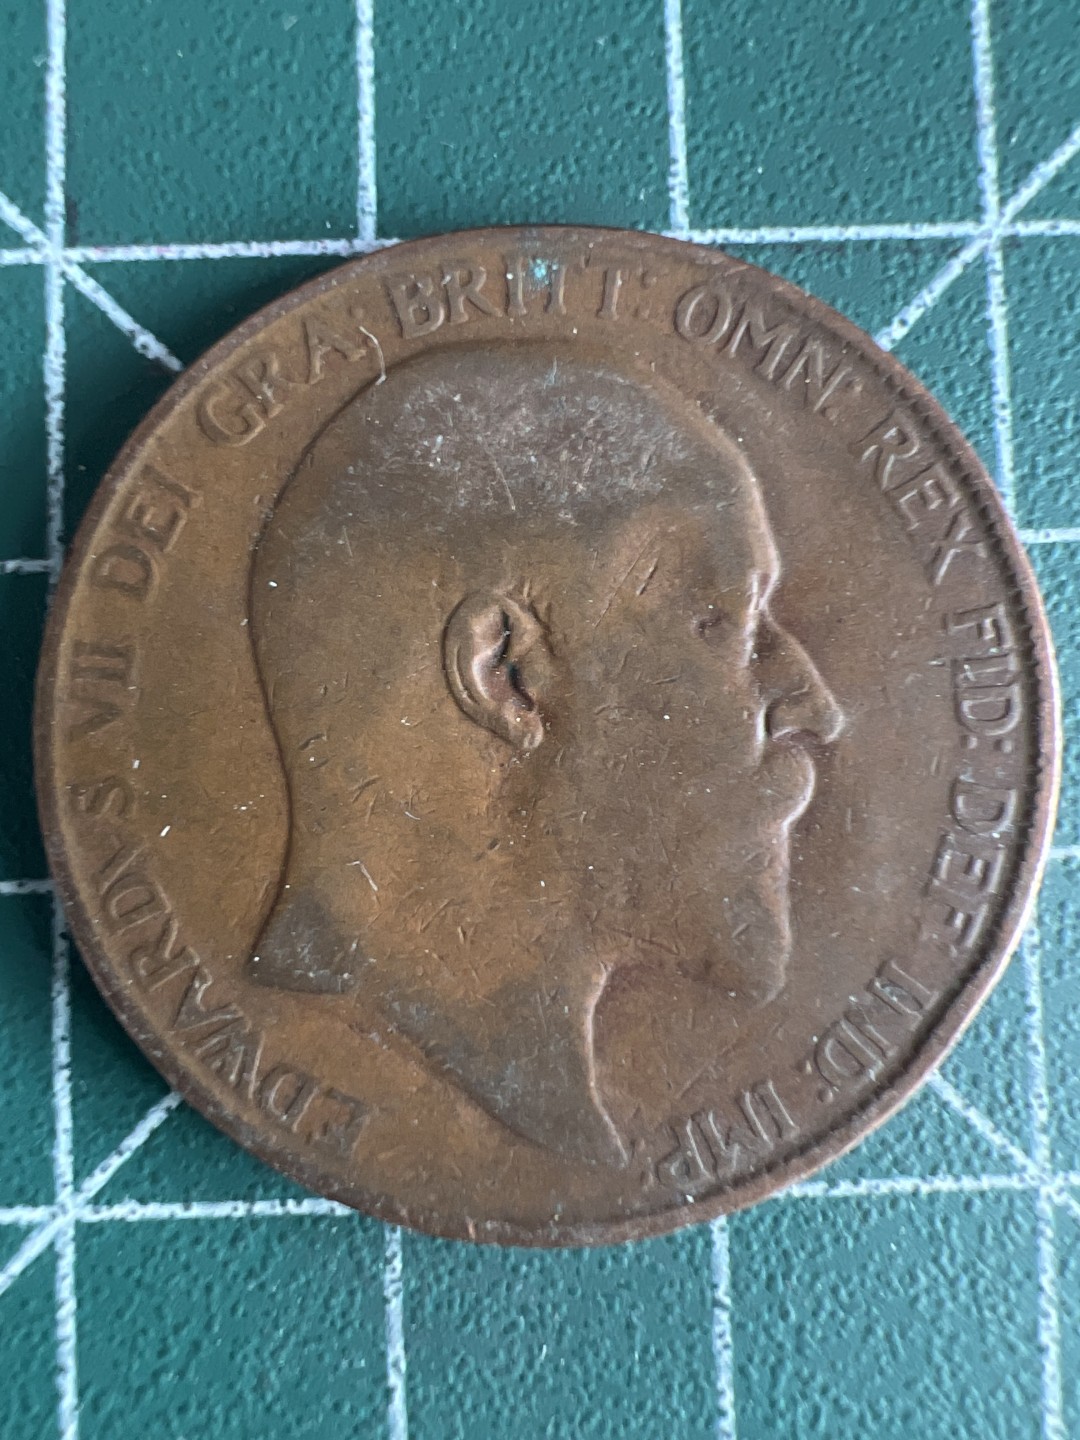 EDWARDVS VII DEI GRA: BRITT: OMN: REX FID: DEF: IND: IMP: